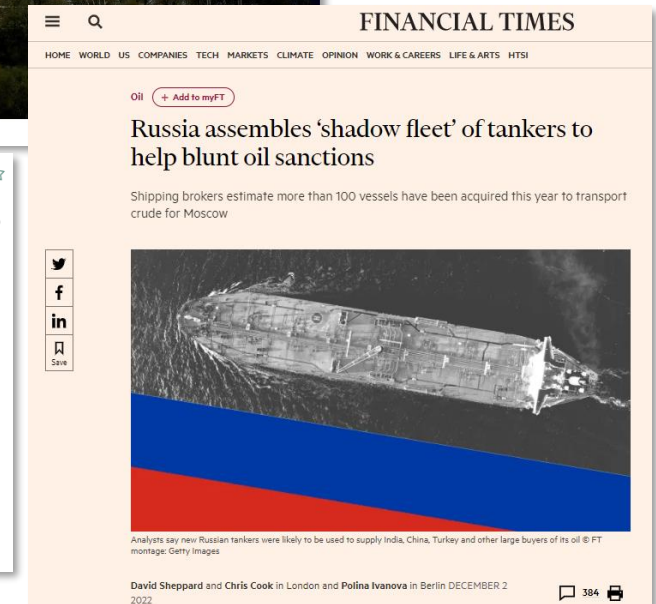 FINANCIAL TIMES
HOME WORLD US COMPANIES TECH MARKETS CLIMATE OPINION WORK & CAREERS LIFE & ARTS HTSI
Oil + Add to myFT
Russia assembles ‘shadow fleet’ of tankers to
help blunt oil sanctions
Shipping brokers estimate more than 100 vessels have been acquired this year to transport
crude for Moscow
Save
Analysts say new Russian tankers were likely to be used to supply India, China, Turkey and other large buyers of its oil © FT
montage: Getty Images
David Sheppard and Chris Cook in London and Polina Ivanova in Berlin DECEMBER 2
2022
384